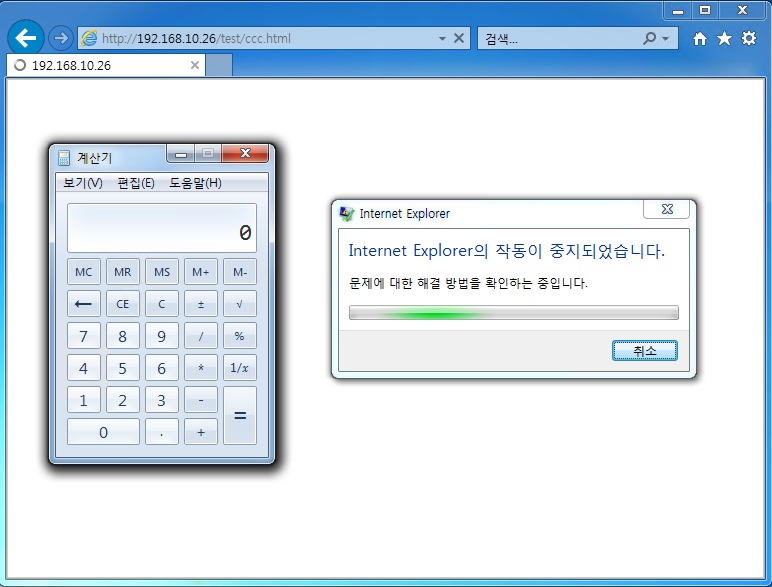 http://192.168.10.26/test/ccc.html
검색...
192.168.10.26
계산기
보기(V) 편집(E) 도움말(H)
0
MC MR MS M+ M-
← CE C ± √
7 8 9 / %
4 5 6 * 1/x
1 2 3 - =
0 . +
Internet Explorer
Internet Explorer의 작동이 중지되었습니다.
문제에 대한 해결 방법을 확인하는 중입니다.
취소